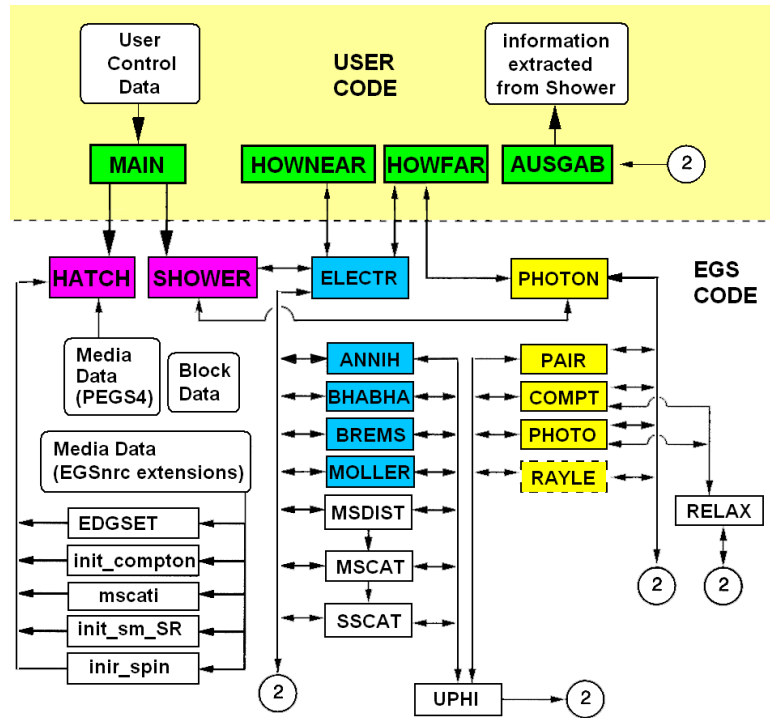 User
Control
Data
USER
CODE
information
extracted
from Shower
MAIN
HOWNEAR
HOWFAR
AUSGAB
2
HATCH
SHOWER
ELECTR
PHOTON
EGS
CODE
Media
Data
(PEGS4)
Block
Data
ANNIH
BHABHA
BREMS
MOLLER
MSDIST
MSCAT
SSCAT
PAIR
COMPT
PHOTO
RAYLE
RELAX
Media Data
(EGSnrc extensions)
EDGSET
init_compton
mscati
init_sm_SR
inir_spin
2
UPHI
2
2
2